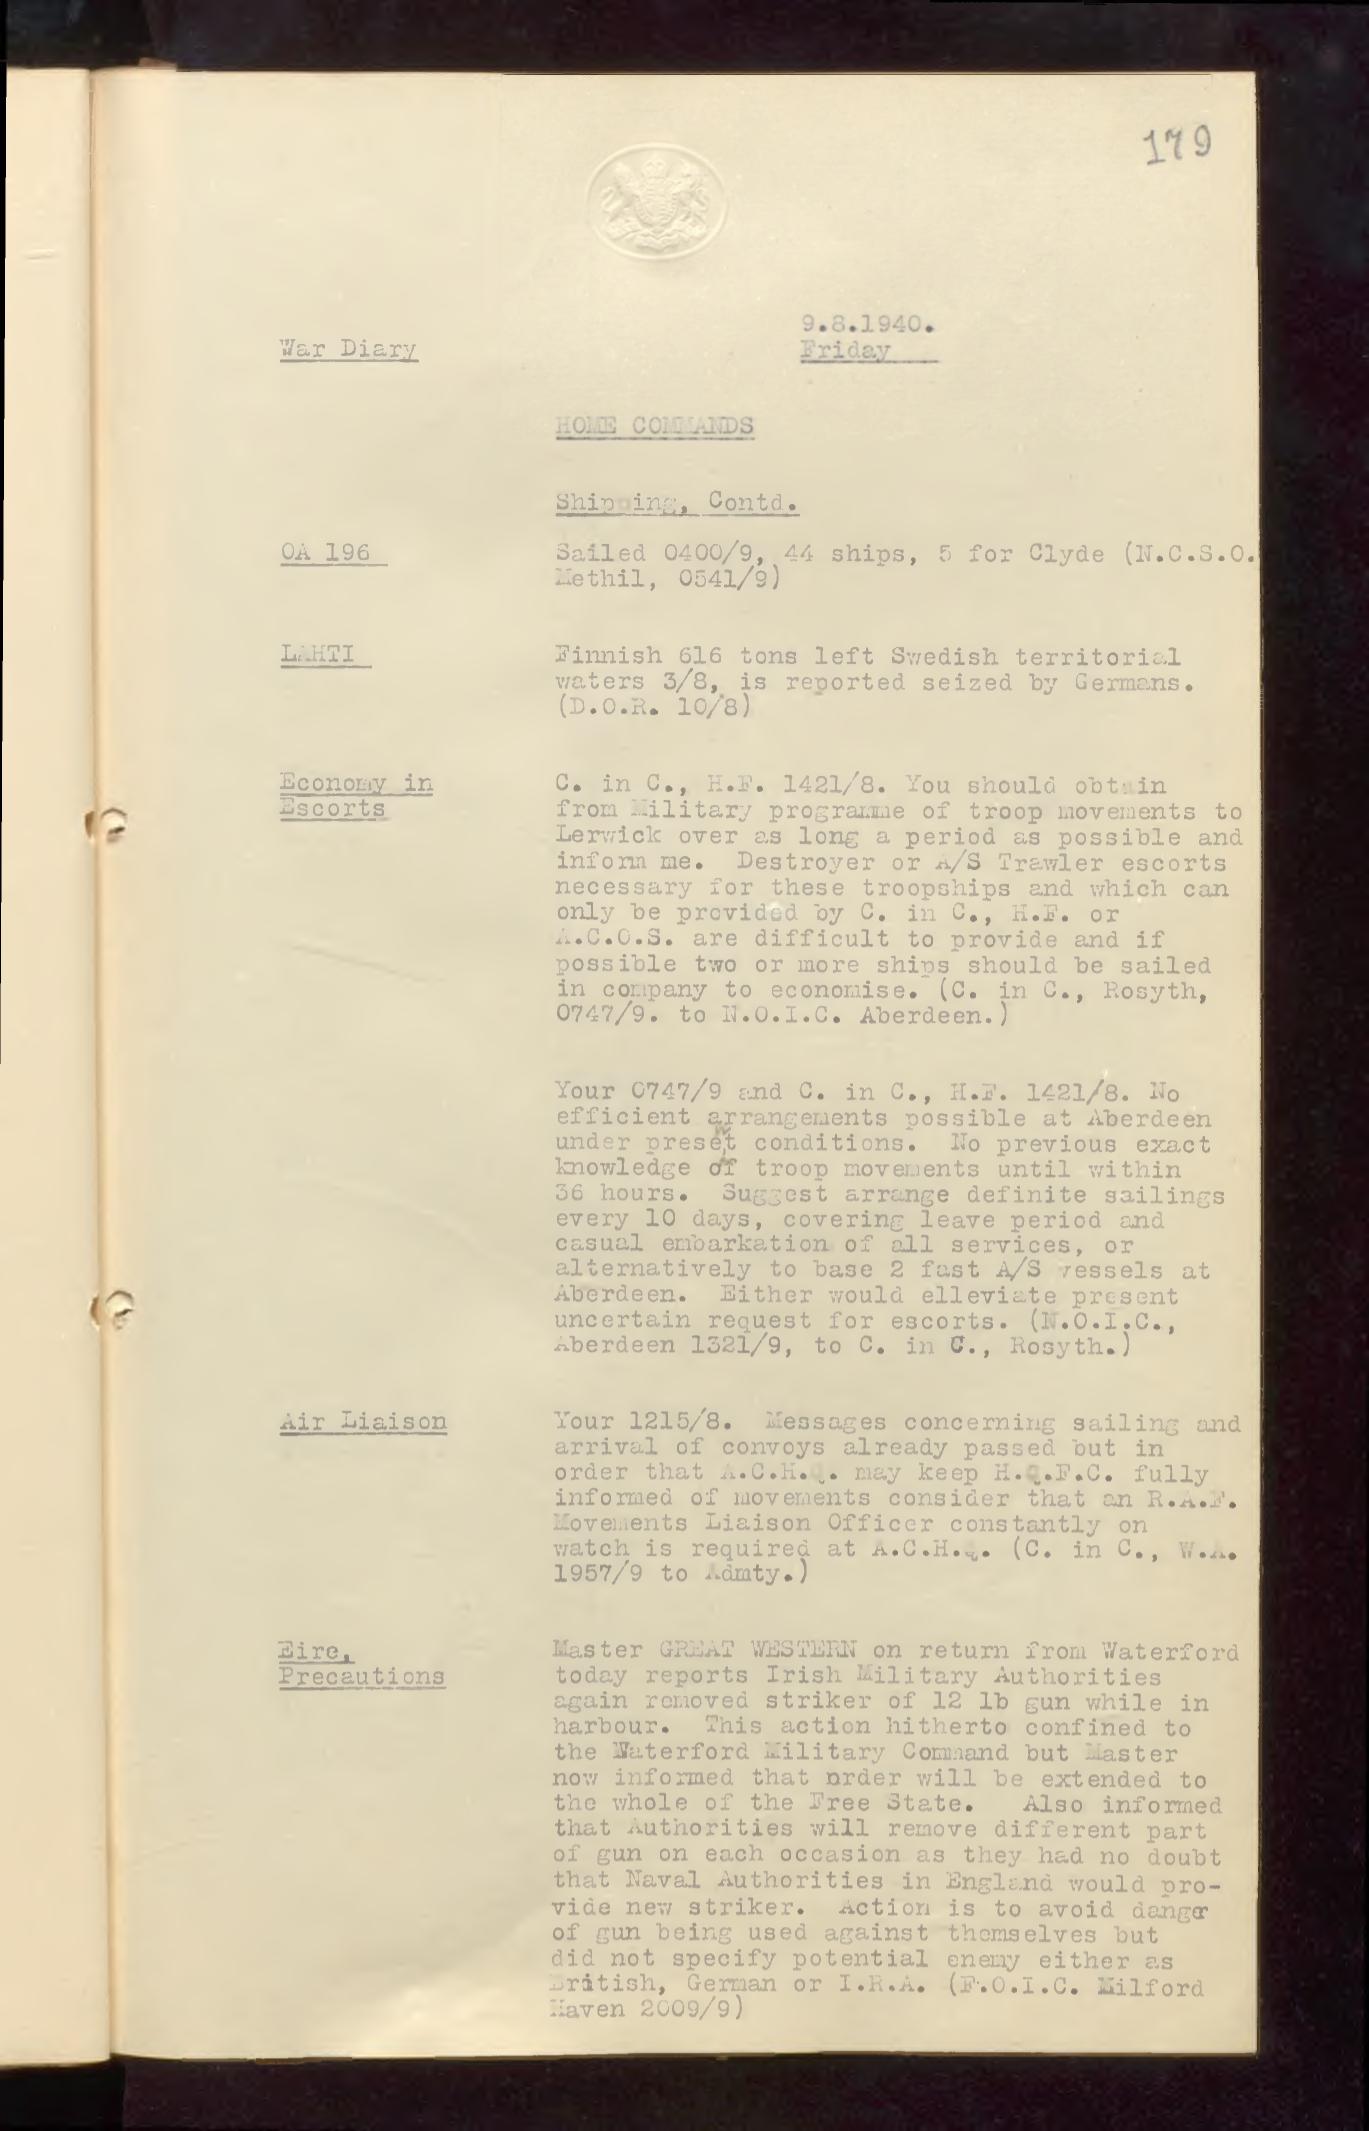 179
9.8.1940.
War Diary
Friday
HOME COMMANDS
Shipping, Contd.
OA 196
Sailed 0400/9, 44 ships, 5 for Clyde (N.C.S.O.
Methil, 0541/9)
LAHTI
Finnish 616 tons left Swedish territorial
waters 3/8, is reported seized by Germans.
(D.O.R. 10/8)
Economy in
Escorts
C. in C., H.F. 1421/8. You should obtain
from Military programme of troop movements to
Lerwick over as long a period as possible and
inform me. Destroyer or A/S Trawler escorts
necessary for these troopships and which can
only be provided by C. in C., H.F. or
A.C.O.S. are difficult to provide and if
possible two or more ships should be sailed
in company to economise. (C. in C., Rosyth,
0747/9. to N.O.I.C. Aberdeen.)
Your 0747/9 and C. in C., H.F. 1421/8. No
efficient arrangements possible at Aberdeen
under present conditions. No previous exact
knowledge of troop movements until within
36 hours. Suggest arrange definite sailings
every 10 days, covering leave period and
casual embarkation of all services, or
alternatively to base 2 fast A/S vessels at
Aberdeen. Either would elleviate present
uncertain request for escorts. (N.O.I.C.,
Aberdeen 1321/9, to C. in C., Rosyth.)
Air Liaison
Your 1215/8. Messages concerning sailing and
arrival of convoys already passed but in
order that A.C.H.Q. may keep H.Q.F.C. fully
informed of movements consider that an R.A.F.
Movements Liaison Officer constantly on
watch is required at A.C.H.Q. (C. in C., W.A.
1957/9 to Admty.)
Eire,
Precautions
Master GREAT WESTERN on return from Waterford
today reports Irish Military Authorities
again removed striker of 12 lb gun while in
harbour. This action hitherto confined to
the Waterford Military Command but Master
now informed that order will be extended to
the whole of the Free State. Also informed
that Authorities will remove different part
of gun on each occasion as they had no doubt
that Naval Authorities in England would pro-
vide new striker. Action is to avoid danger
of gun being used against themselves but
did not specify potential enemy either as
British, German or I.R.A. (F.O.I.C. Milford
Haven 2009/9)